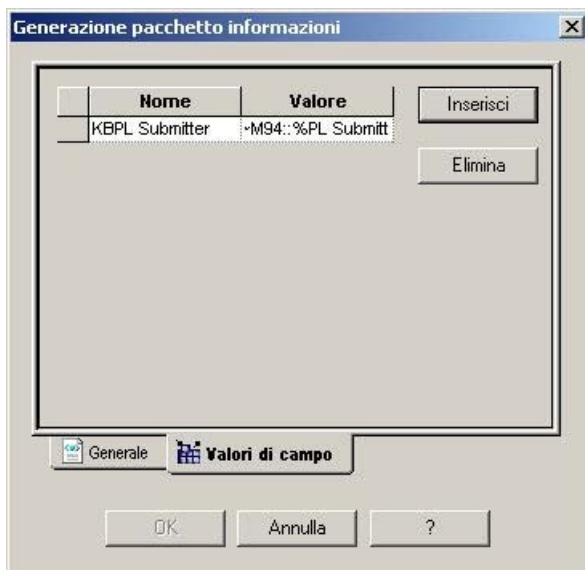 Generazione pacchetto informazioni
Nome Valore
KBPL Submitter ~M94::%PL Submitt
Inserisci
Elimina
Generale Valori di campo
OK Annulla ?